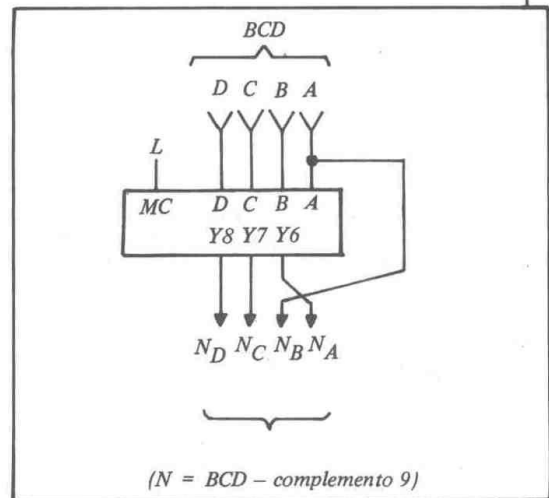 BCD
D C B A
L
MC D C B A
Y8 Y7 Y6
N_D N_C N_B N_A
(N = BCD – complemento 9)